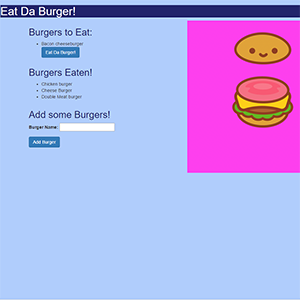 Eat Da Burger!
Burgers to Eat:
Bacon cheeseburger
Eat Da Burger!
Burgers Eaten!
Chicken burger
Cheese Burger
Double Meat burger
Add some Burgers!
Burger Name:
Add Burger